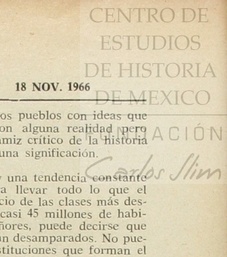 CENTRO DE
ESTUDIOS
DE HISTORIA
DE MEXICO
FUNDACIÓN
Carlos Slim
18 NOV. 1966
os pueblos con ideas que
on alguna realidad pero
amiz crítico de la historia
una significación.
y una tendencia constante
a llevar todo lo que el
cio de las clases más des-
casi 45 millones de habi-
ñores, puede decirse que
an desamparados. No pue-
stituciones que forman el